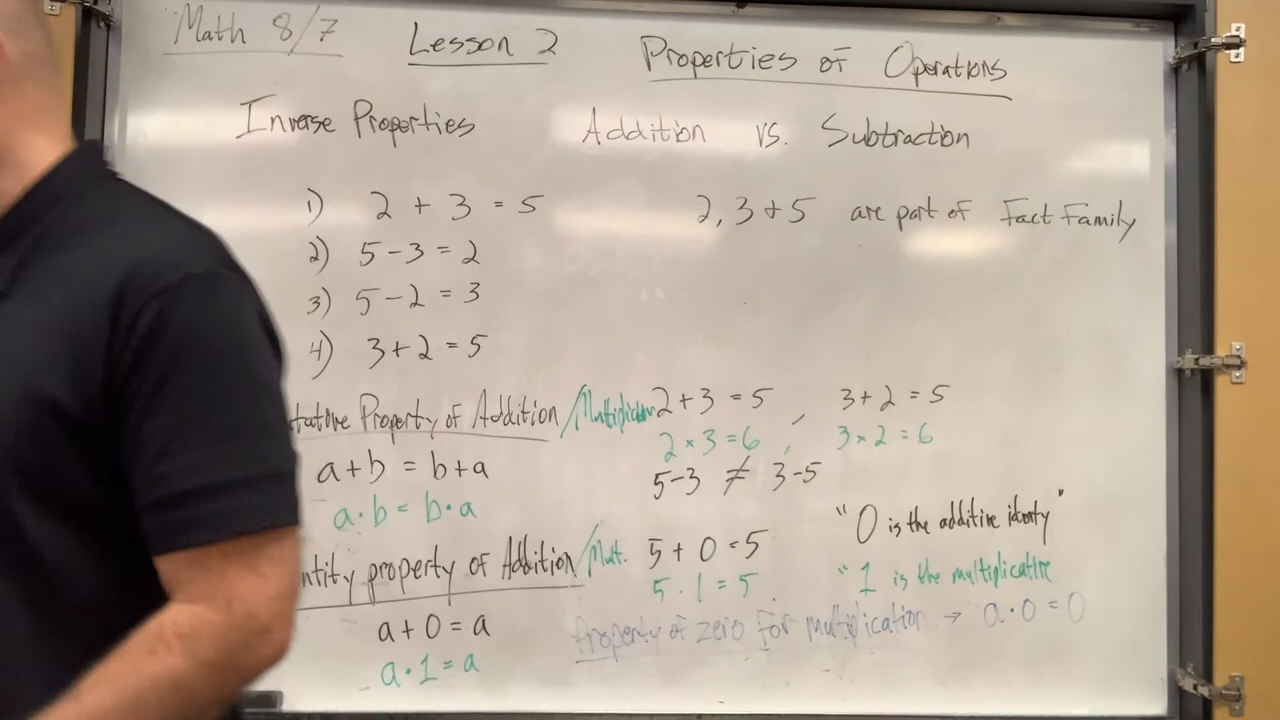 Math 8/7 Lesson 2 Properties of Operations
Inverse Properties Addition vs. Subtraction
1) 2 + 3 = 5 2, 3 + 5 are part of Fact Family
2) 5 - 3 = 2
3) 5 - 2 = 3
4) 3 + 2 = 5
Property of Addition / 2 + 3 = 5 , 3 + 2 = 5
2 × 3 = 6 , 3 × 2 = 6
a + b = b + a 5 - 3 ≠ 3 - 5
a · b = b · a
"0 is the additive idenity"
ntity property of Addition / Mult. 5 + 0 = 5
5 · 1 = 5 "1 is the multiplicative
a + 0 = a Property of zero for multiplication → a · 0 = 0
a · 1 = a